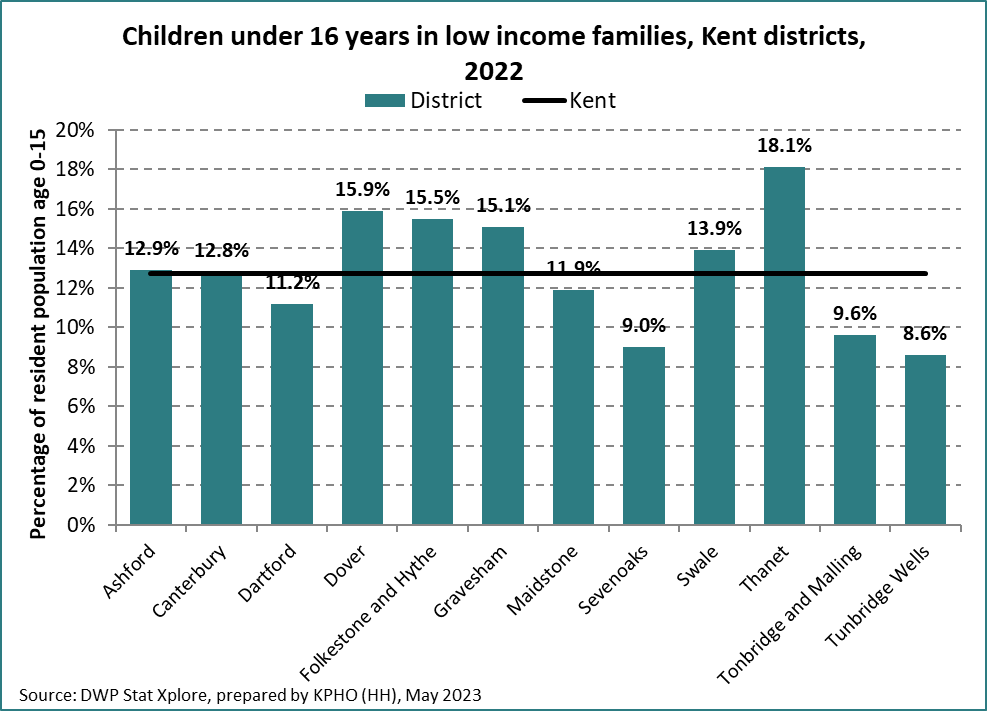 Children under 16 years in low income families, Kent districts,
2022
District
Kent
Percentage of resident population age 0-15
20%
18%
16%
14%
12%
10%
8%
6%
4%
2%
0%
12.9%
12.8%
11.2%
15.9%
15.5%
15.1%
11.9%
9.0%
13.9%
18.1%
9.6%
8.6%
Ashford
Canterbury
Dartford
Dover
Folkestone and Hythe
Gravesham
Maidstone
Sevenoaks
Swale
Thanet
Tonbridge and Malling
Tunbridge Wells
Source: DWP Stat Xplore, prepared by KPHO (HH), May 2023